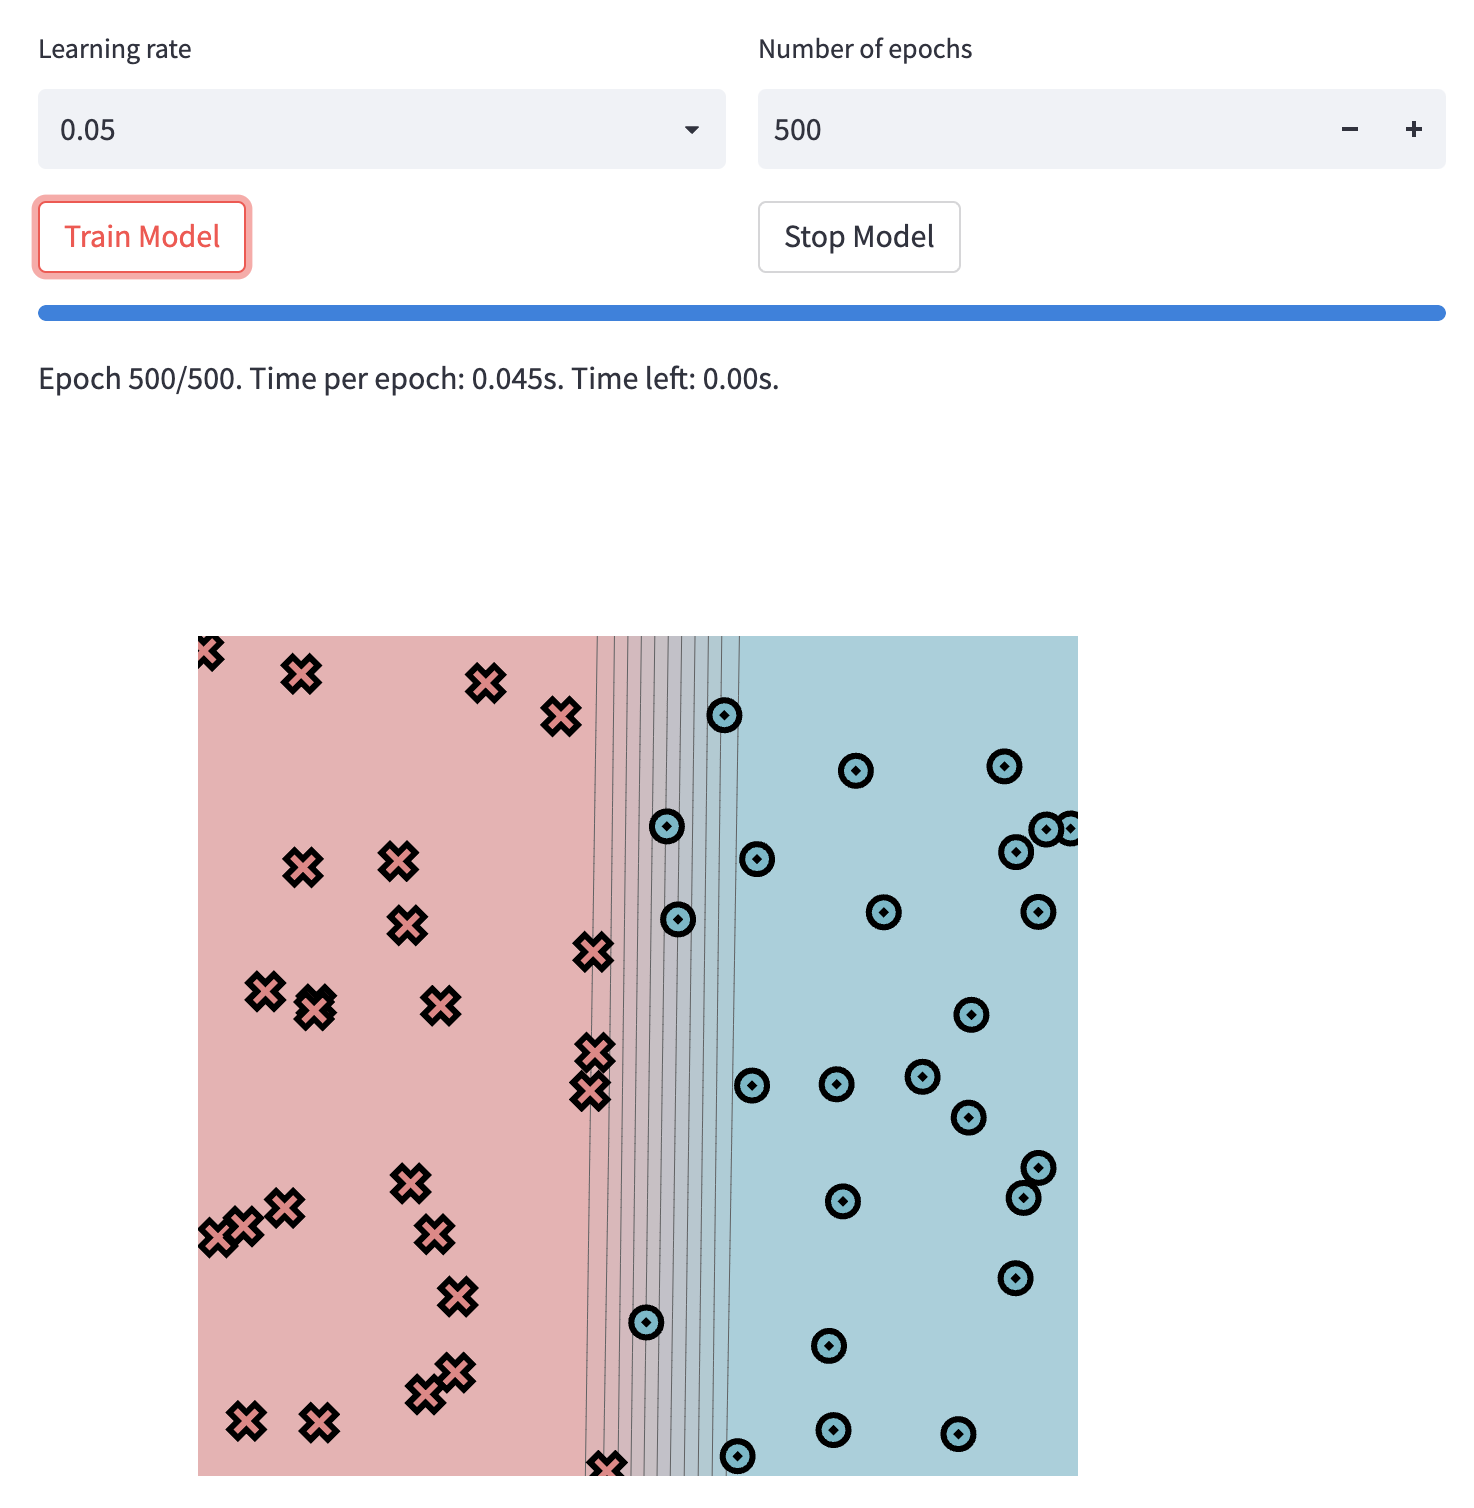 Learning rate
Number of epochs
0.05
500
Train Model
Stop Model
Epoch 500/500. Time per epoch: 0.045s. Time left: 0.00s.